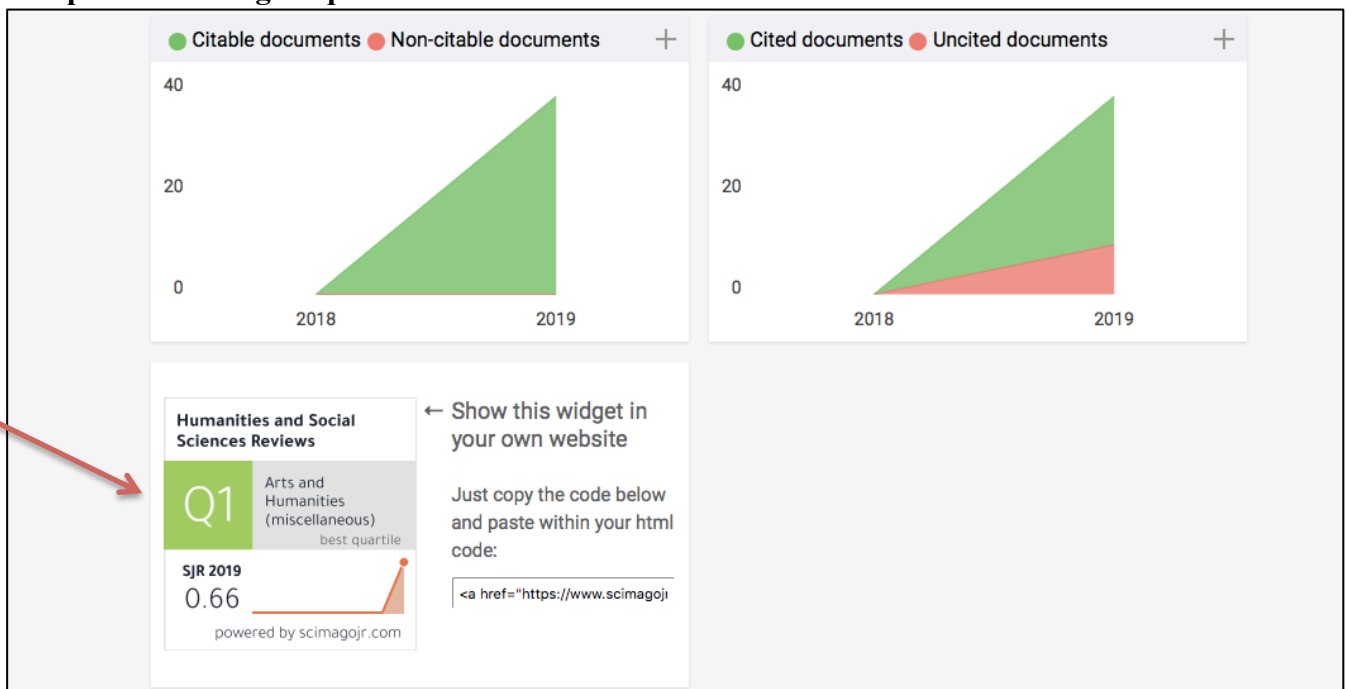 Citable documents Non-citable documents +
40
20
0
2018 2019
Cited documents Uncited documents +
40
20
0
2018 2019
Humanities and Social
Sciences Reviews
Q1
Arts and
Humanities
(miscellaneous)
best quartile
SJR 2019
0.66
powered by scimagojr.com
← Show this widget in
your own website
Just copy the code below
and paste within your html
code:
<a href="https://www.scimagoj